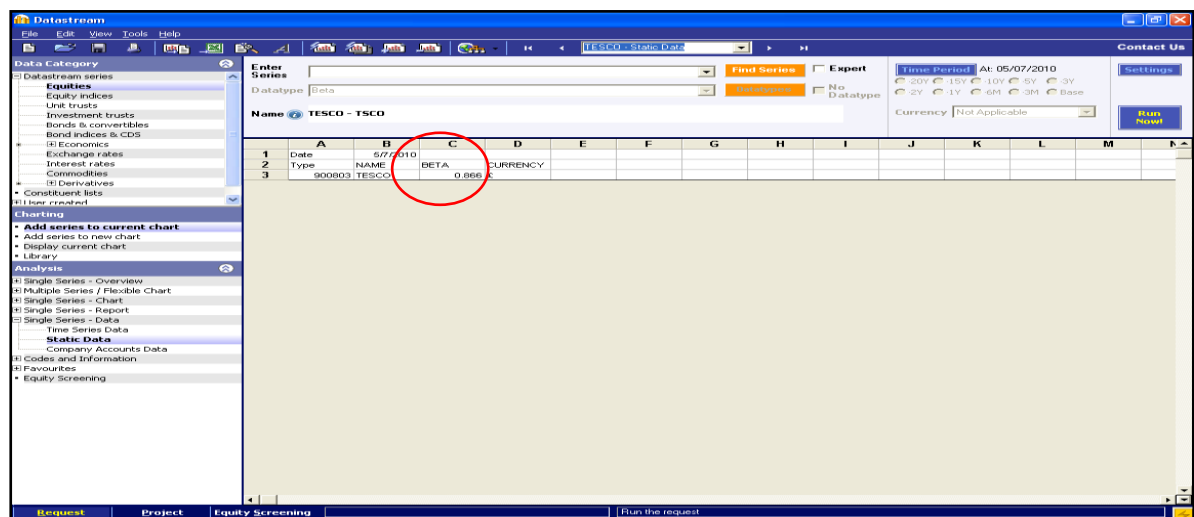 Datastream
File Edit View Tools Help
TESCO - Static Data
Contact Us
Data Category
Datastream series
Equities
Equity indices
Unit trusts
Investment trusts
Bonds & convertibles
Bond indices & CDS
Economics
Exchange rates
Interest rates
Commodities
Derivatives
Constituent lists
User created
Charting
Add series to current chart
Add series to new chart
Display current chart
Library
Analysis
Single Series - Overview
Multiple Series / Flexible Chart
Single Series - Chart
Single Series - Report
Single Series - Data
Time Series Data
Static Data
Company Accounts Data
Codes and Information
Favourites
Equity Screening
Enter Series
Find Series
Expert
Datatype Beta
Datatypes
No Datatype
Name TESCO - TSCO
Time Period At: 05/07/2010
-20Y -15Y -10Y -5Y -3Y
-2Y -1Y -6M -3M Base
Currency Not Applicable
Settings
Run Now!
A B C D E F G H I J K L M N
1 Date 5/7/2010
2 Type NAME BETA CURRENCY
3 900803 TESCO 0.866 £
Request Project Equity Screening Run the request